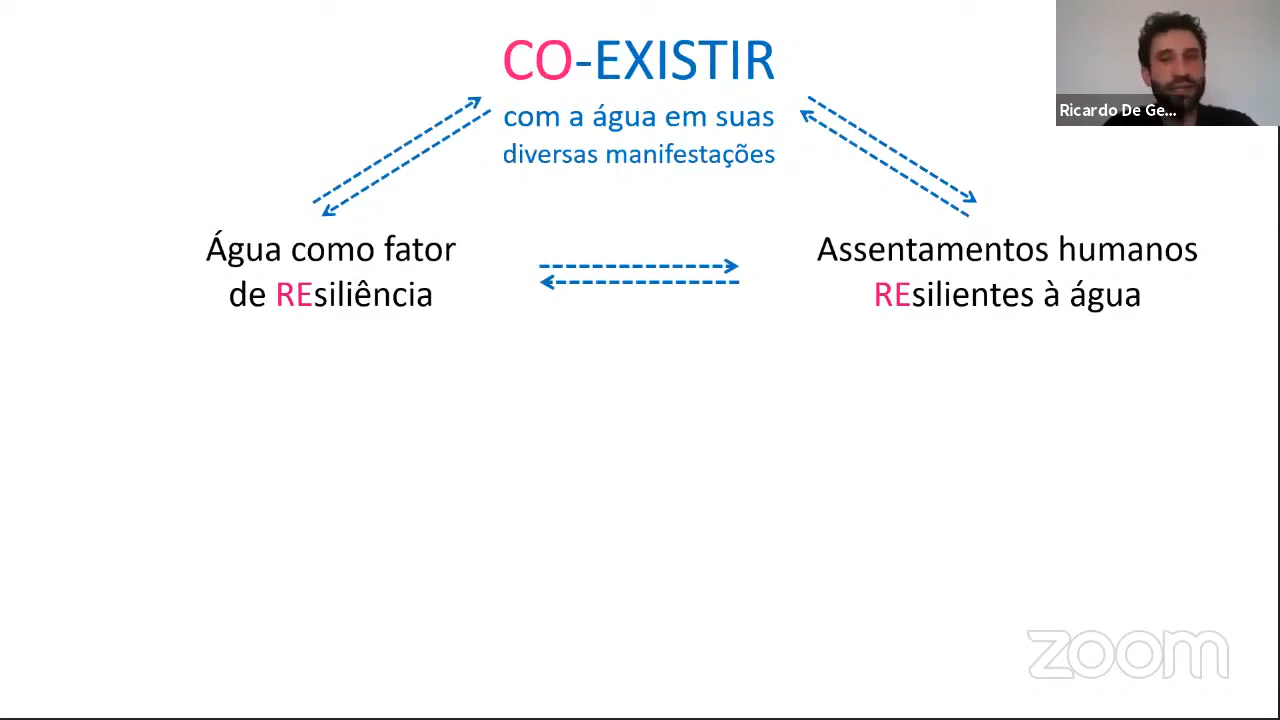 CO-EXISTIR
com a água em suas
diversas manifestações
Ricardo De Ge...
Água como fator
de REsiliência
Assentamentos humanos
REsilientes à água
zoom